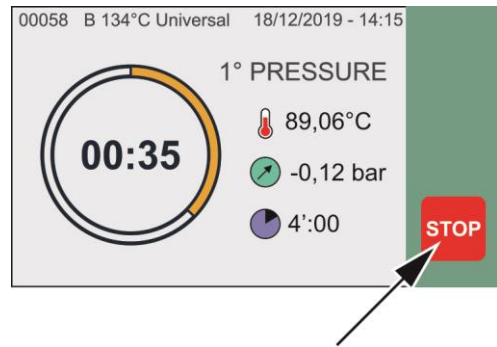 00058 B 134°C Universal 18/12/2019 - 14:15
1° PRESSURE
00:35
89,06°C
-0,12 bar
4':00
STOP